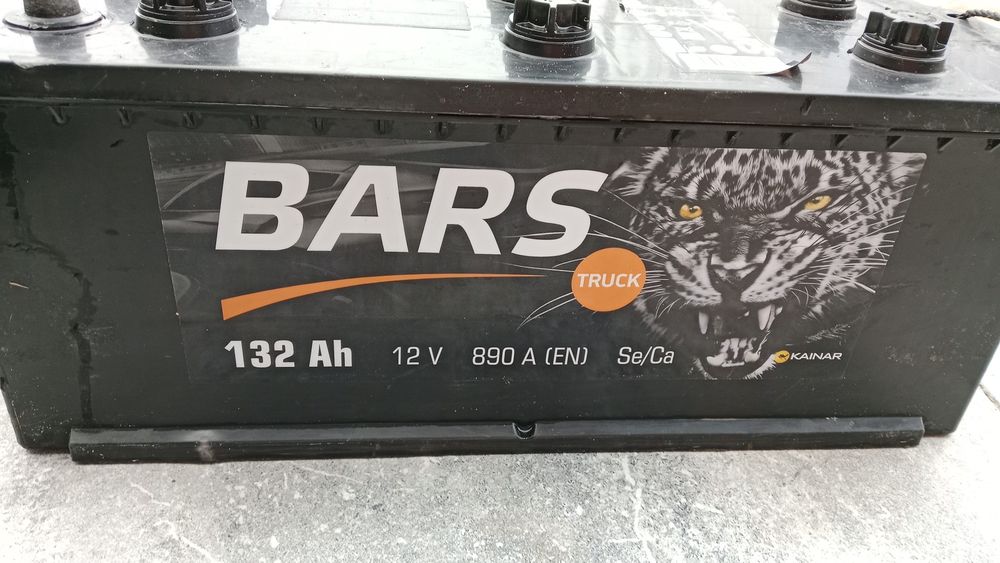 BARS
TRUCK
132 Ah 12 V 890 A (EN) Se/Ca
KAINAR